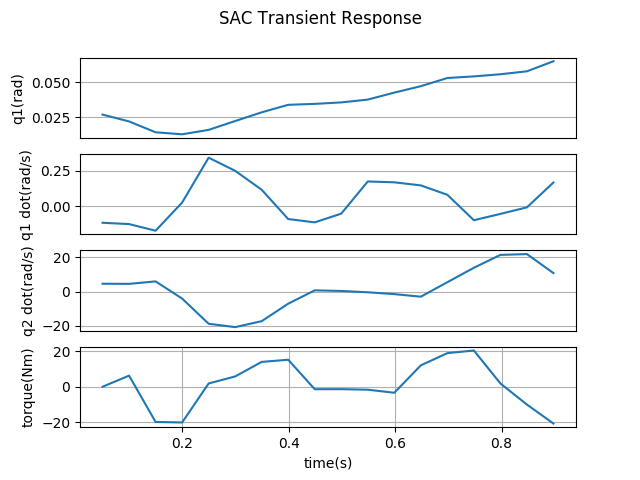 SAC Transient Response
q1(rad)
0.050
0.025
q1 dot(rad/s)
0.25
0.00
q2 dot(rad/s)
20
0
−20
torque(Nm)
20
0
−20
0.2 0.4 0.6 0.8
time(s)